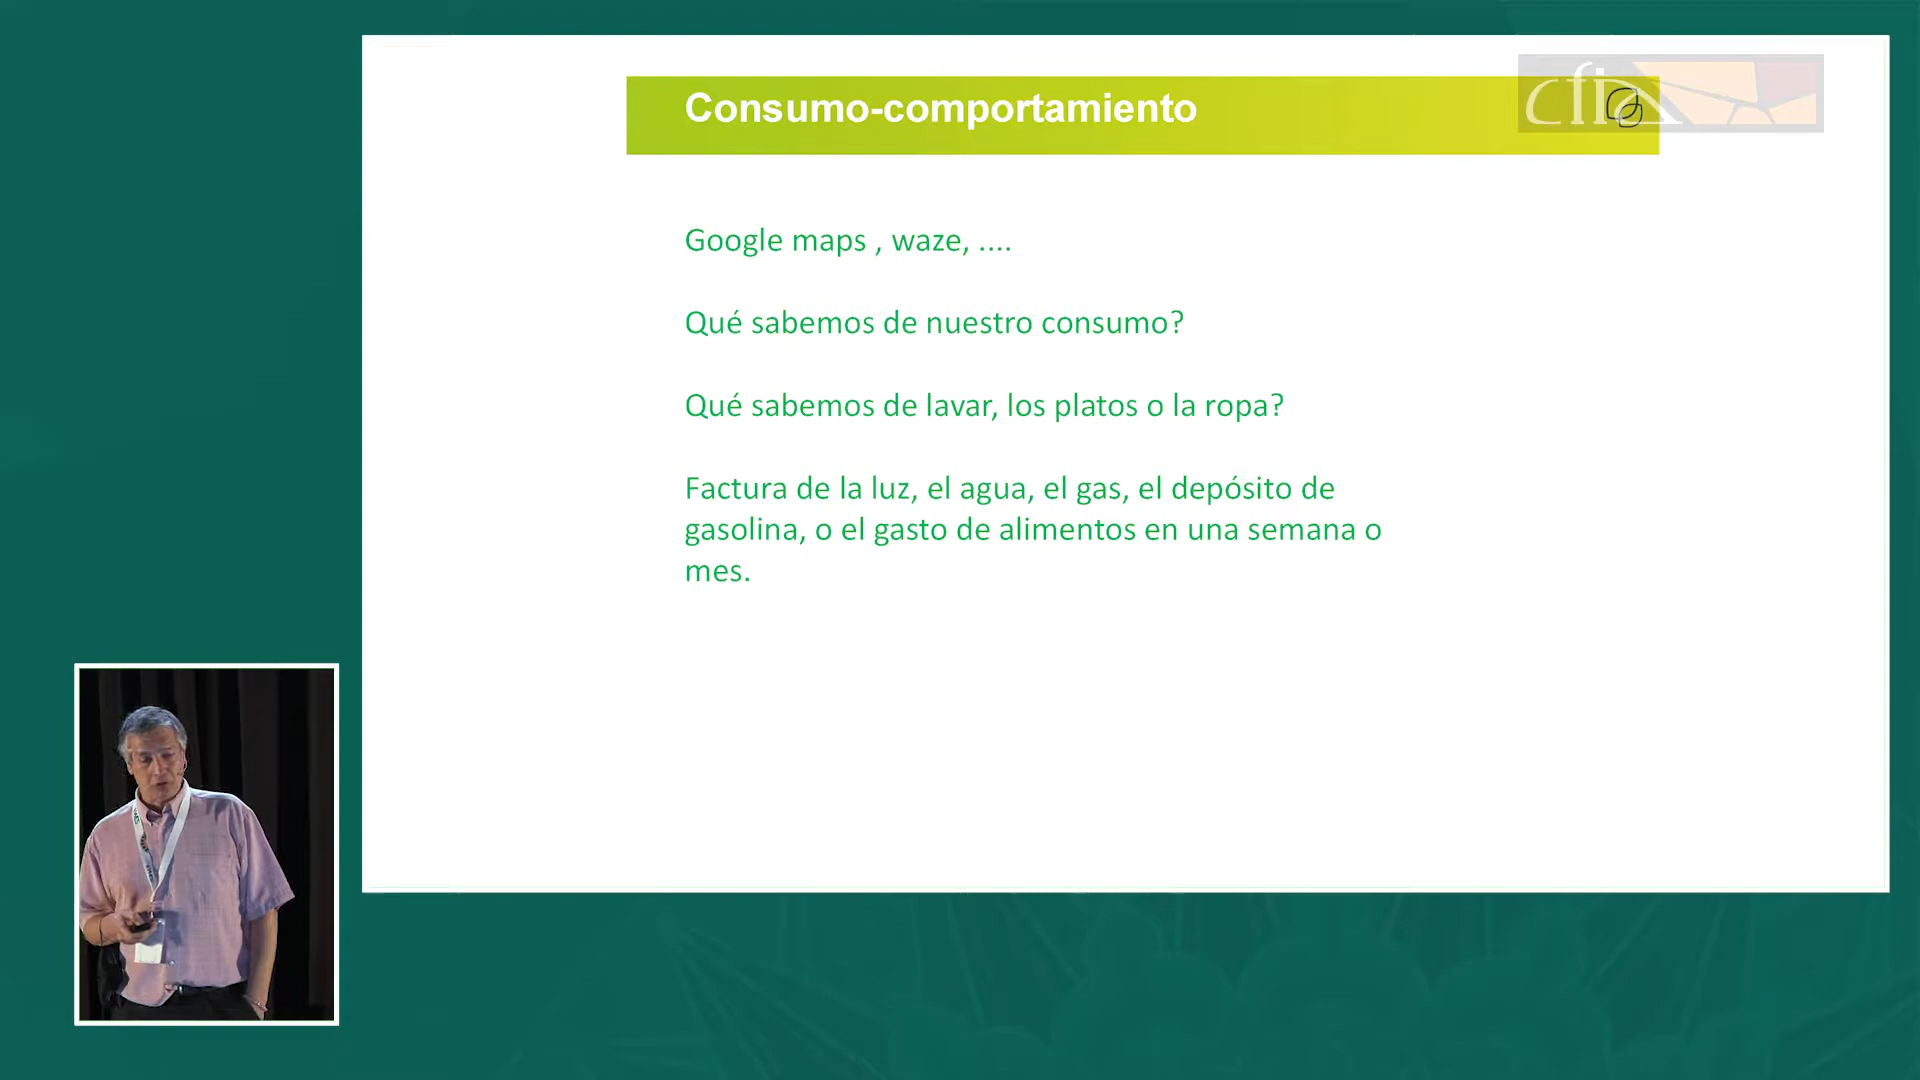 Consumo-comportamiento
cfia
Google maps , waze, ....
Qué sabemos de nuestro consumo?
Qué sabemos de lavar, los platos o la ropa?
Factura de la luz, el agua, el gas, el depósito de
gasolina, o el gasto de alimentos en una semana o
mes.